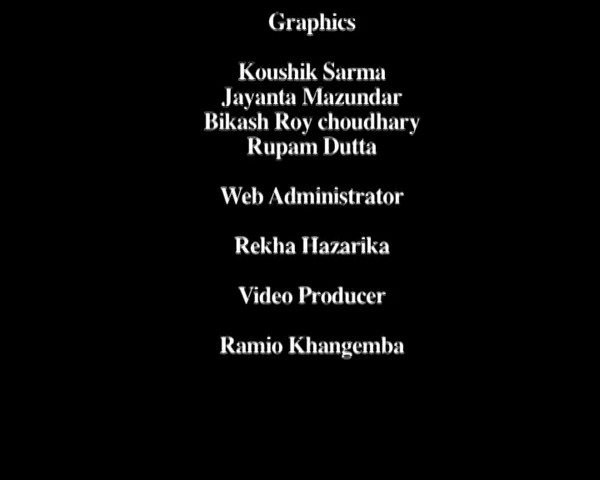 Graphics
Koushik Sarma
Jayanta Mazundar
Bikash Roy choudhary
Rupam Dutta
Web Administrator
Rekha Hazarika
Video Producer
Ramio Khangemba